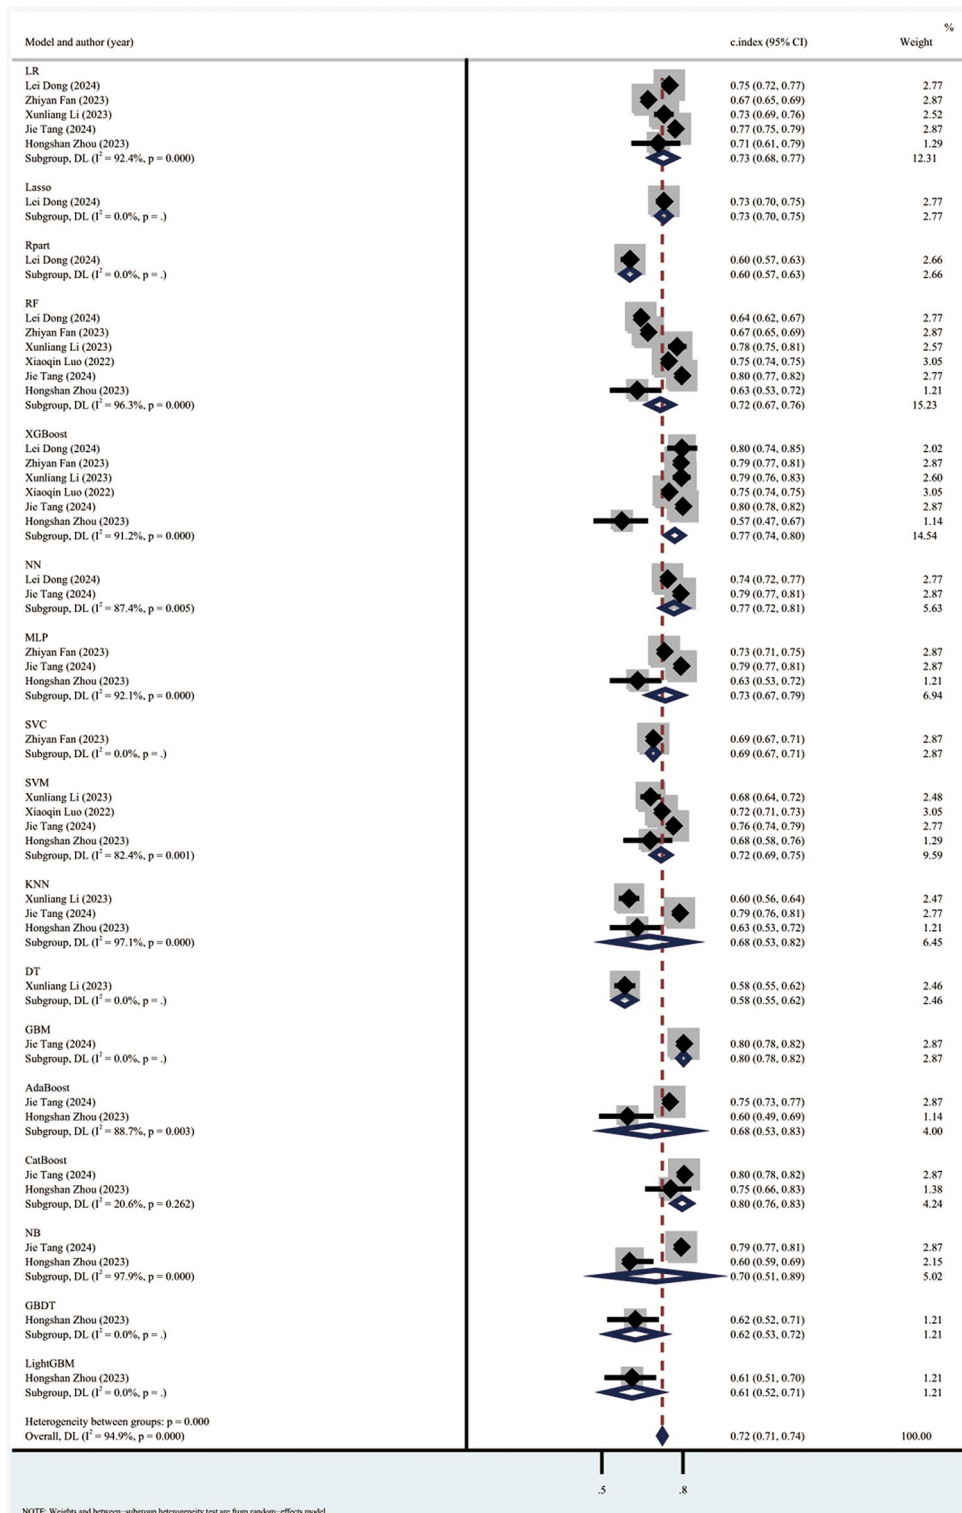 %
Model and author (year) c.index (95% CI) Weight
LR
Lei Dong (2024) 0.75 (0.72, 0.77) 2.77
Zhiyan Fan (2023) 0.67 (0.65, 0.69) 2.87
Xunliang Li (2023) 0.73 (0.69, 0.76) 2.52
Jie Tang (2024) 0.77 (0.75, 0.79) 2.87
Hongshan Zhou (2023) 0.71 (0.61, 0.79) 1.29
Subgroup, DL (I² = 92.4%, p = 0.000) 0.73 (0.68, 0.77) 12.31
Lasso
Lei Dong (2024) 0.73 (0.70, 0.75) 2.77
Subgroup, DL (I² = 0.0%, p = .) 0.73 (0.70, 0.75) 2.77
Rpart
Lei Dong (2024) 0.60 (0.57, 0.63) 2.66
Subgroup, DL (I² = 0.0%, p = .) 0.60 (0.57, 0.63) 2.66
RF
Lei Dong (2024) 0.64 (0.62, 0.67) 2.77
Zhiyan Fan (2023) 0.67 (0.65, 0.69) 2.87
Xunliang Li (2023) 0.78 (0.75, 0.81) 2.57
Xiaoqin Luo (2022) 0.75 (0.74, 0.75) 3.05
Jie Tang (2024) 0.80 (0.77, 0.82) 2.77
Hongshan Zhou (2023) 0.63 (0.53, 0.72) 1.21
Subgroup, DL (I² = 96.3%, p = 0.000) 0.72 (0.67, 0.76) 15.23
XGBoost
Lei Dong (2024) 0.80 (0.74, 0.85) 2.02
Zhiyan Fan (2023) 0.79 (0.77, 0.81) 2.87
Xunliang Li (2023) 0.79 (0.76, 0.83) 2.60
Xiaoqin Luo (2022) 0.75 (0.74, 0.75) 3.05
Jie Tang (2024) 0.80 (0.78, 0.82) 2.87
Hongshan Zhou (2023) 0.57 (0.47, 0.67) 1.14
Subgroup, DL (I² = 91.2%, p = 0.000) 0.77 (0.74, 0.80) 14.54
NN
Lei Dong (2024) 0.74 (0.72, 0.77) 2.77
Jie Tang (2024) 0.79 (0.77, 0.81) 2.87
Subgroup, DL (I² = 87.4%, p = 0.005) 0.77 (0.72, 0.81) 5.63
MLP
Zhiyan Fan (2023) 0.73 (0.71, 0.75) 2.87
Jie Tang (2024) 0.79 (0.77, 0.81) 2.87
Hongshan Zhou (2023) 0.63 (0.53, 0.72) 1.21
Subgroup, DL (I² = 92.1%, p = 0.000) 0.73 (0.67, 0.79) 6.94
SVC
Zhiyan Fan (2023) 0.69 (0.67, 0.71) 2.87
Subgroup, DL (I² = 0.0%, p = .) 0.69 (0.67, 0.71) 2.87
SVM
Xunliang Li (2023) 0.68 (0.64, 0.72) 2.48
Xiaoqin Luo (2022) 0.72 (0.71, 0.73) 3.05
Jie Tang (2024) 0.76 (0.74, 0.79) 2.77
Hongshan Zhou (2023) 0.68 (0.58, 0.76) 1.29
Subgroup, DL (I² = 82.4%, p = 0.001) 0.72 (0.69, 0.75) 9.59
KNN
Xunliang Li (2023) 0.60 (0.56, 0.64) 2.47
Jie Tang (2024) 0.79 (0.76, 0.81) 2.77
Hongshan Zhou (2023) 0.63 (0.53, 0.72) 1.21
Subgroup, DL (I² = 97.1%, p = 0.000) 0.68 (0.53, 0.82) 6.45
DT
Xunliang Li (2023) 0.58 (0.55, 0.62) 2.46
Subgroup, DL (I² = 0.0%, p = .) 0.58 (0.55, 0.62) 2.46
GBM
Jie Tang (2024) 0.80 (0.78, 0.82) 2.87
Subgroup, DL (I² = 0.0%, p = .) 0.80 (0.78, 0.82) 2.87
AdaBoost
Jie Tang (2024) 0.75 (0.73, 0.77) 2.87
Hongshan Zhou (2023) 0.60 (0.49, 0.69) 1.14
Subgroup, DL (I² = 88.7%, p = 0.003) 0.68 (0.53, 0.83) 4.00
CatBoost
Jie Tang (2024) 0.80 (0.78, 0.82) 2.87
Hongshan Zhou (2023) 0.75 (0.66, 0.83) 1.38
Subgroup, DL (I² = 20.6%, p = 0.262) 0.80 (0.76, 0.83) 4.24
NB
Jie Tang (2024) 0.79 (0.77, 0.81) 2.87
Hongshan Zhou (2023) 0.60 (0.59, 0.69) 2.15
Subgroup, DL (I² = 97.9%, p = 0.000) 0.70 (0.51, 0.89) 5.02
GBDT
Hongshan Zhou (2023) 0.62 (0.52, 0.71) 1.21
Subgroup, DL (I² = 0.0%, p = .) 0.62 (0.53, 0.72) 1.21
LightGBM
Hongshan Zhou (2023) 0.61 (0.51, 0.70) 1.21
Subgroup, DL (I² = 0.0%, p = .) 0.61 (0.52, 0.71) 1.21
Heterogeneity between groups: p = 0.000
Overall, DL (I² = 94.9%, p = 0.000) 0.72 (0.71, 0.74) 100.00
.5 .8
NOTE: Weights and between-subgroup heterogeneity test are from random-effects model